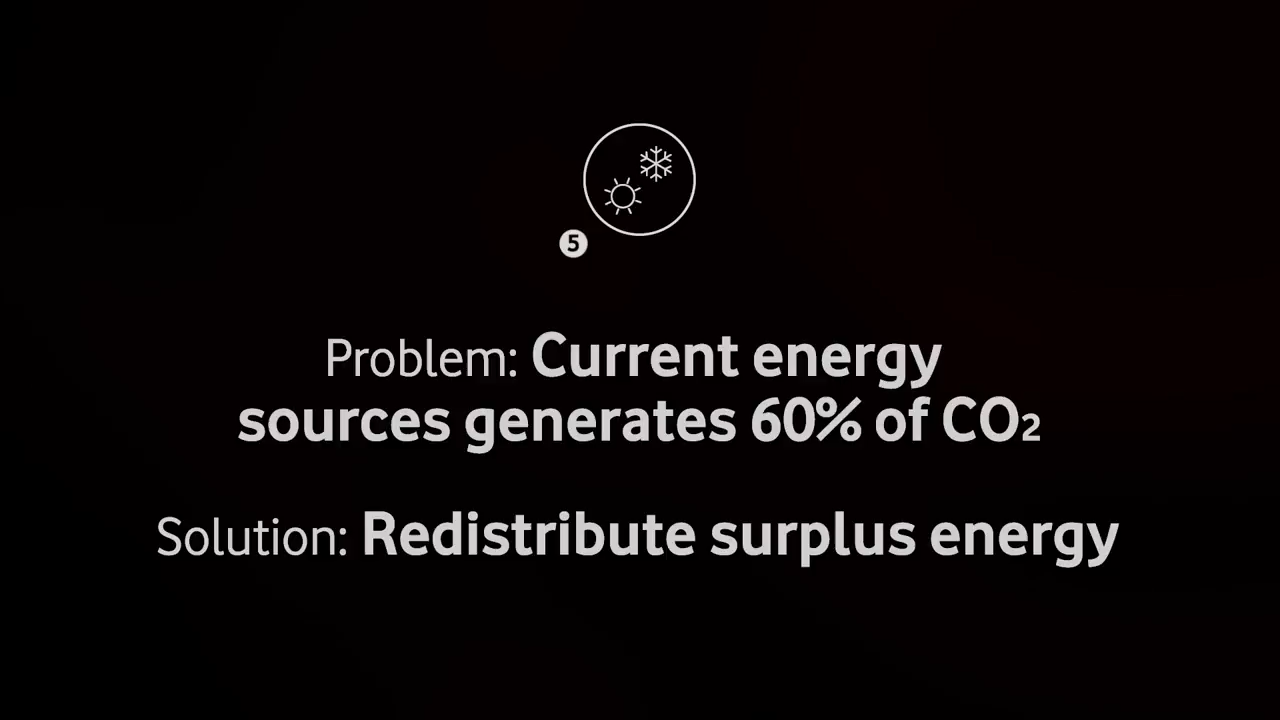 5
Problem: Current energy
sources generates 60% of CO₂
Solution: Redistribute surplus energy